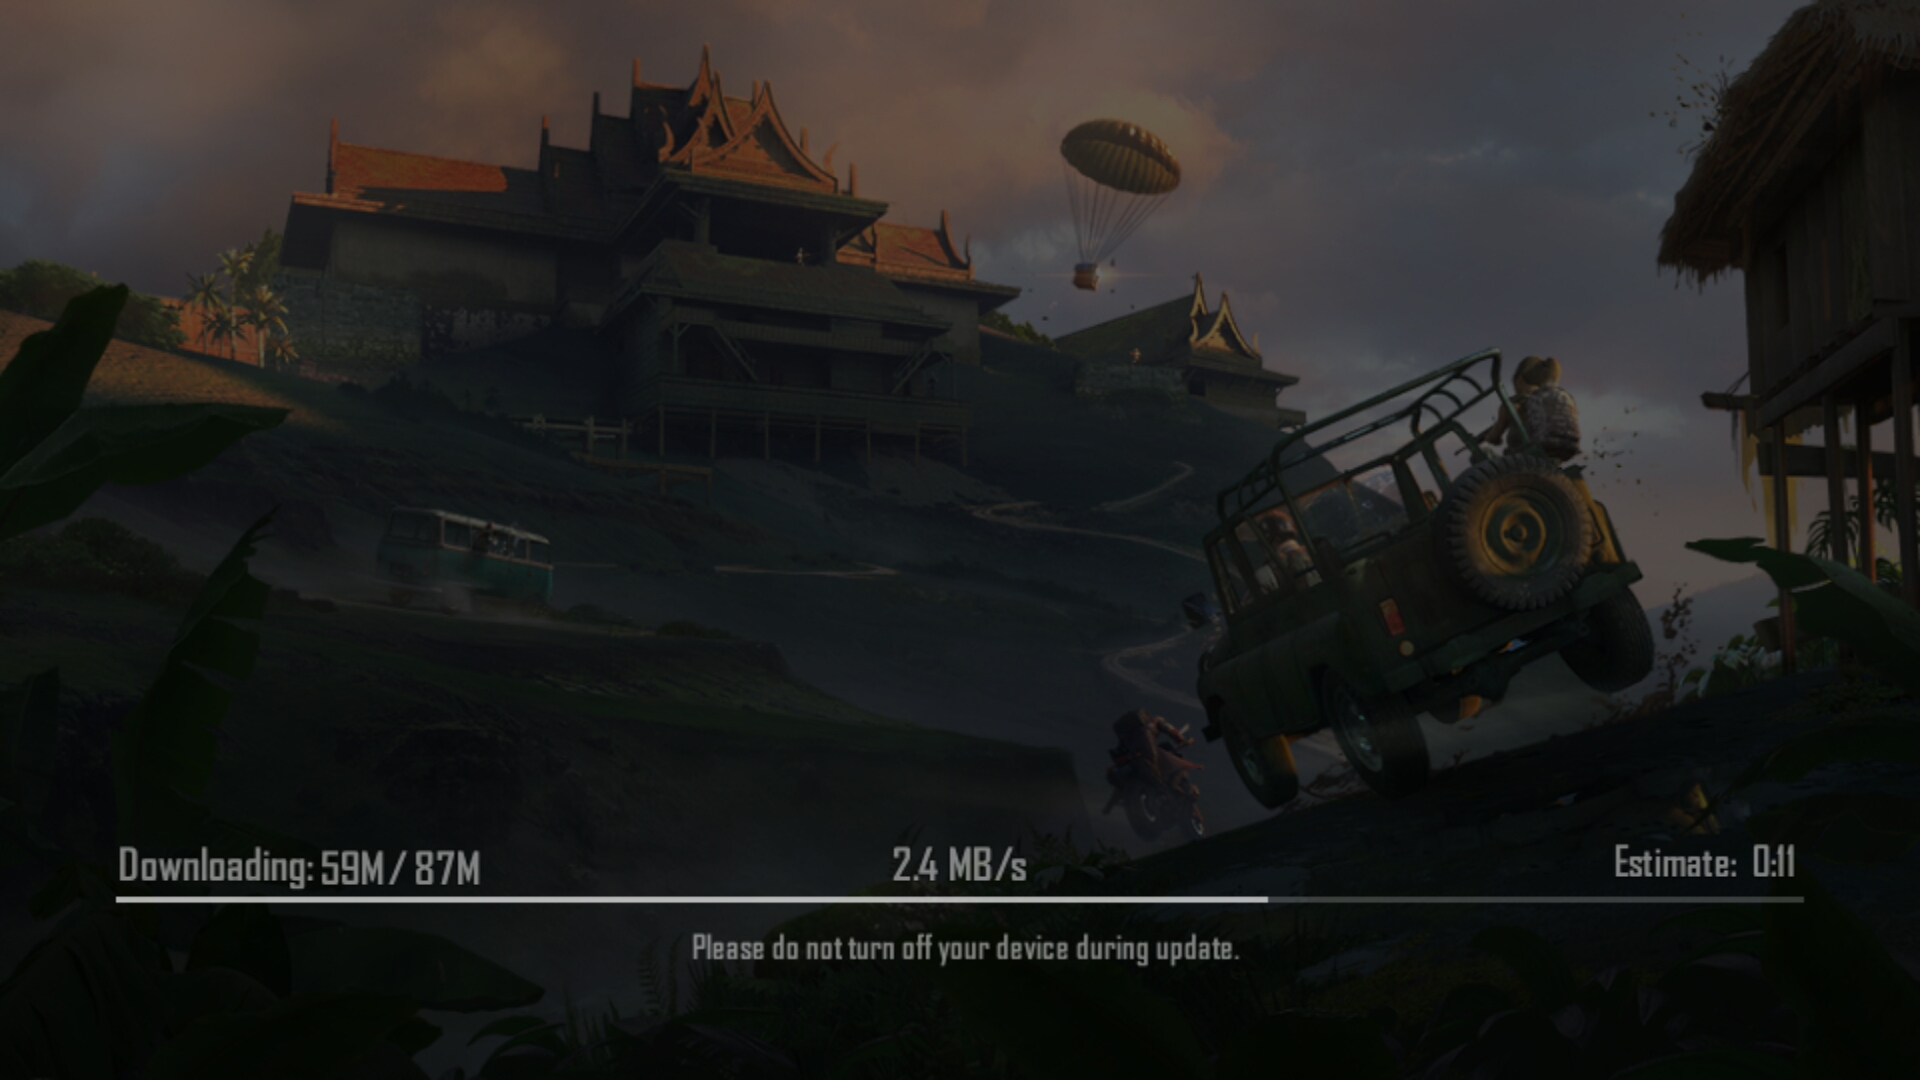 Downloading: 59M / 87M
2.4 MB/s
Estimate: 0:11
Please do not turn off your device during update.